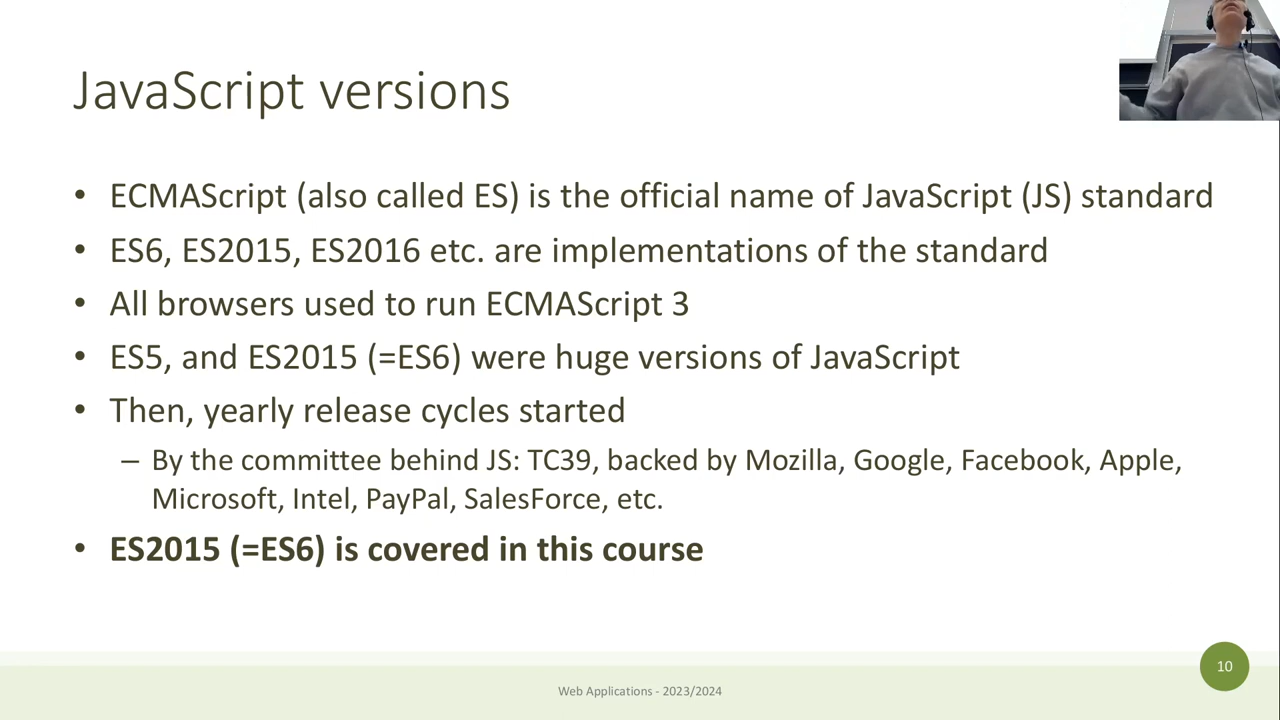 JavaScript versions
• ECMAScript (also called ES) is the official name of JavaScript (JS) standard
• ES6, ES2015, ES2016 etc. are implementations of the standard
• All browsers used to run ECMAScript 3
• ES5, and ES2015 (=ES6) were huge versions of JavaScript
• Then, yearly release cycles started
– By the committee behind JS: TC39, backed by Mozilla, Google, Facebook, Apple,
Microsoft, Intel, PayPal, SalesForce, etc.
• ES2015 (=ES6) is covered in this course
10
Web Applications - 2023/2024